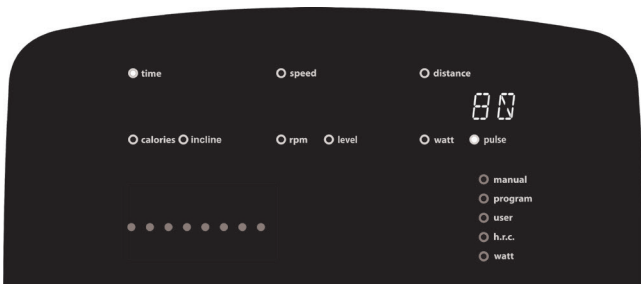 time speed distance
80
calories incline rpm level watt pulse
manual
program
user
h.r.c.
watt